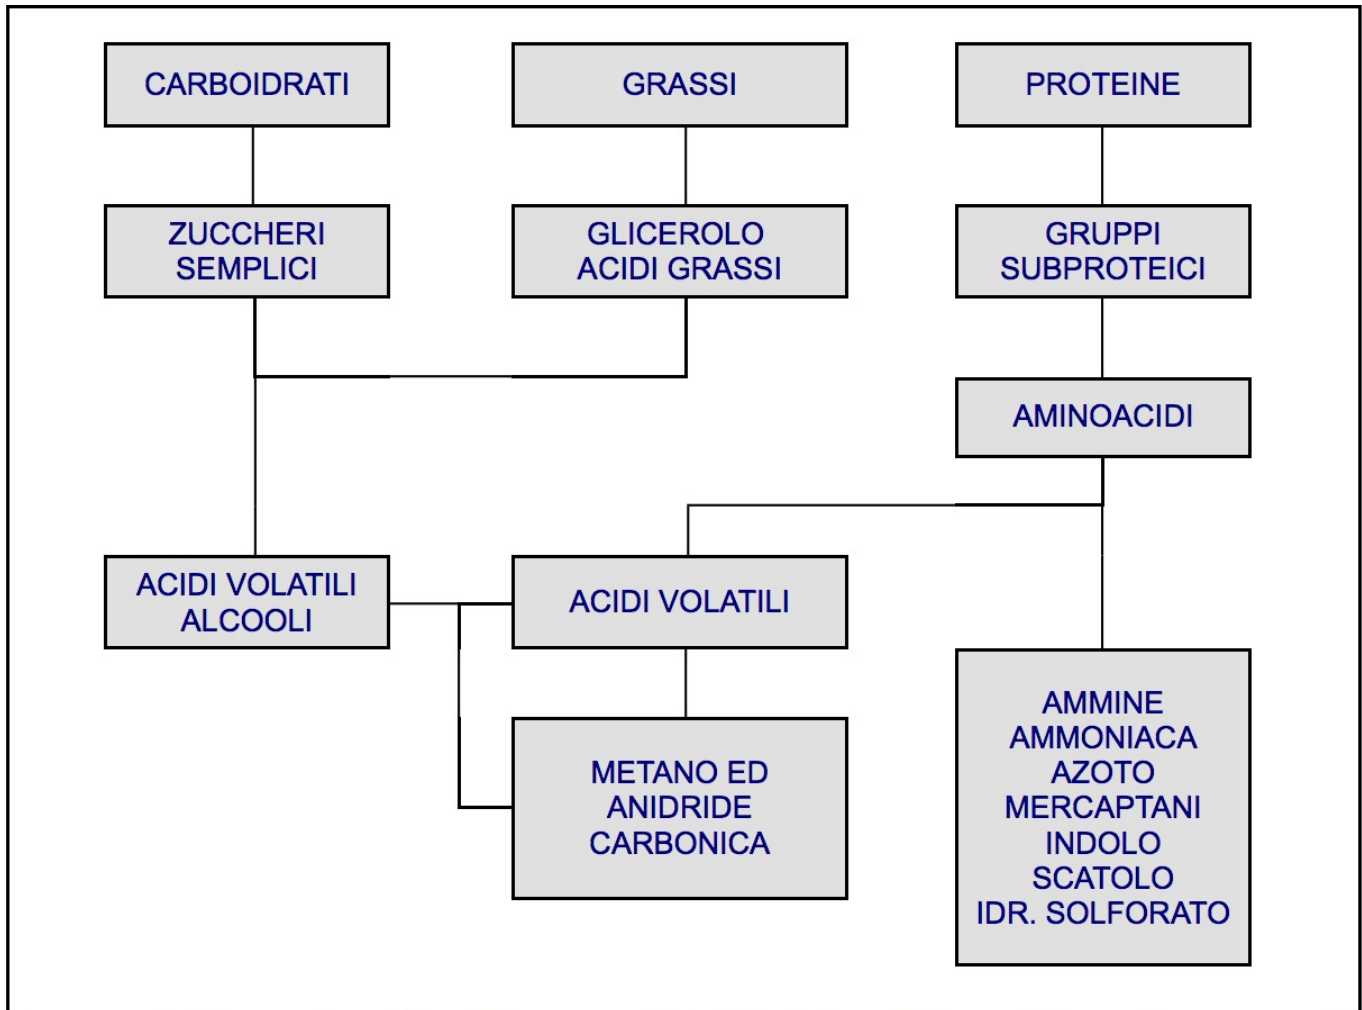 CARBOIDRATI
GRASSI
PROTEINE
ZUCCHERI
SEMPLICI
GLICEROLO
ACIDI GRASSI
GRUPPI
SUBPROTEICI
AMINOACIDI
ACIDI VOLATILI
ALCOOLI
ACIDI VOLATILI
METANO ED
ANIDRIDE
CARBONICA
AMMINE
AMMONIACA
AZOTO
MERCAPTANI
INDOLO
SCATOLO
IDR. SOLFORATO